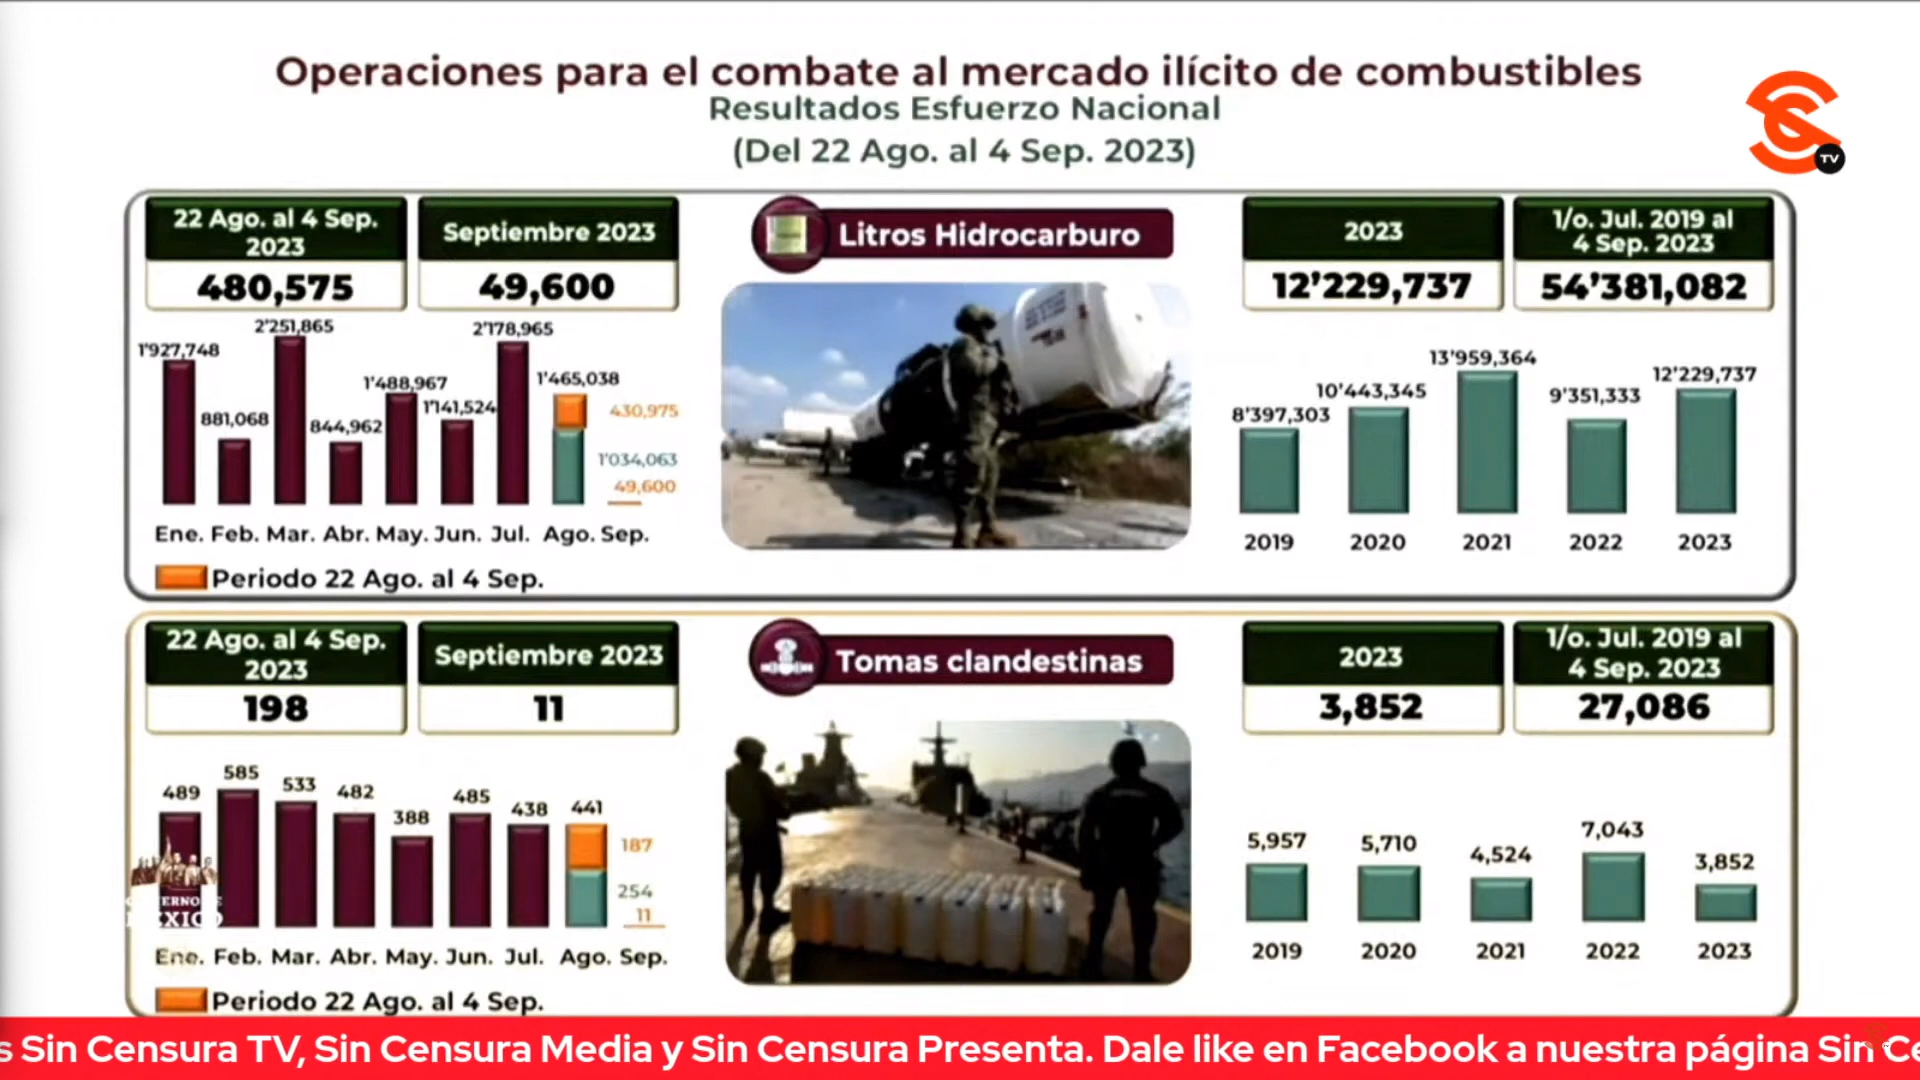 Operaciones para el combate al mercado ilícito de combustibles
Resultados Esfuerzo Nacional
(Del 22 Ago. al 4 Sep. 2023)
TV
22 Ago. al 4 Sep.
2023
480,575
Septiembre 2023
49,600
Litros Hidrocarburo
2023
12’229,737
1/o. Jul. 2019 al
4 Sep. 2023
54’381,082
1’927,748
881,068
2’251,865
844,962
1’488,967
1’141,524
2’178,965
1’465,038
430,975
1’034,063
49,600
Ene. Feb. Mar. Abr. May. Jun. Jul. Ago. Sep.
Periodo 22 Ago. al 4 Sep.
8’397,303
10’443,345
13’959,364
9’351,333
12’229,737
2019 2020 2021 2022 2023
22 Ago. al 4 Sep.
2023
198
Septiembre 2023
11
Tomas clandestinas
2023
3,852
1/o. Jul. 2019 al
4 Sep. 2023
27,086
489
585
533
482
388
485
438
441
187
254
11
Ene. Feb. Mar. Abr. May. Jun. Jul. Ago. Sep.
Periodo 22 Ago. al 4 Sep.
5,957
5,710
4,524
7,043
3,852
2019 2020 2021 2022 2023
s Sin Censura TV, Sin Censura Media y Sin Censura Presenta. Dale like en Facebook a nuestra página Sin Ce